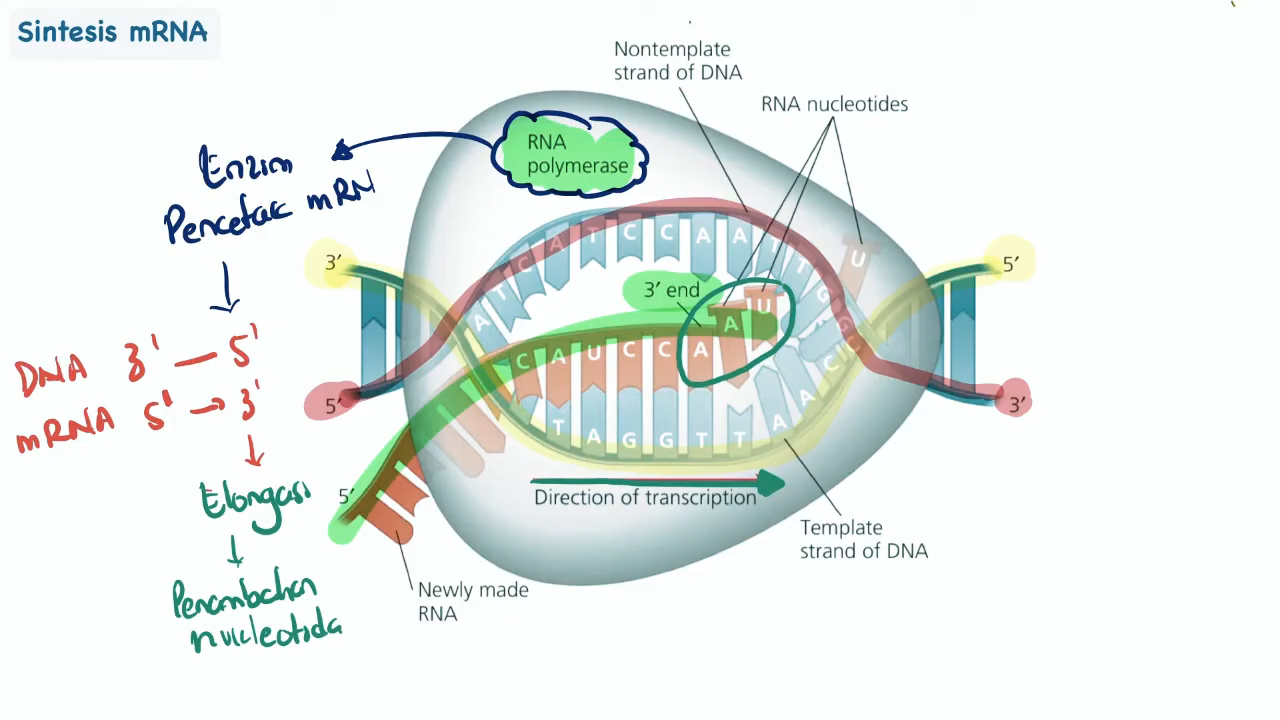 Sintesis mRNA
Nontemplate
strand of DNA
RNA nucleotides
RNA
polymerase
Enzim
Pencetak mRN
3′
5′
A T C A T C C A A T T G G C
U
3′ end
A U
C A U C C A
5′
3′
DNA 3' — 5'
mRNA 5' → 3'
T A G G T T A A C
Elongasi
5′
Direction of transcription
Template
strand of DNA
Penambahan
nucleotida
Newly made
RNA